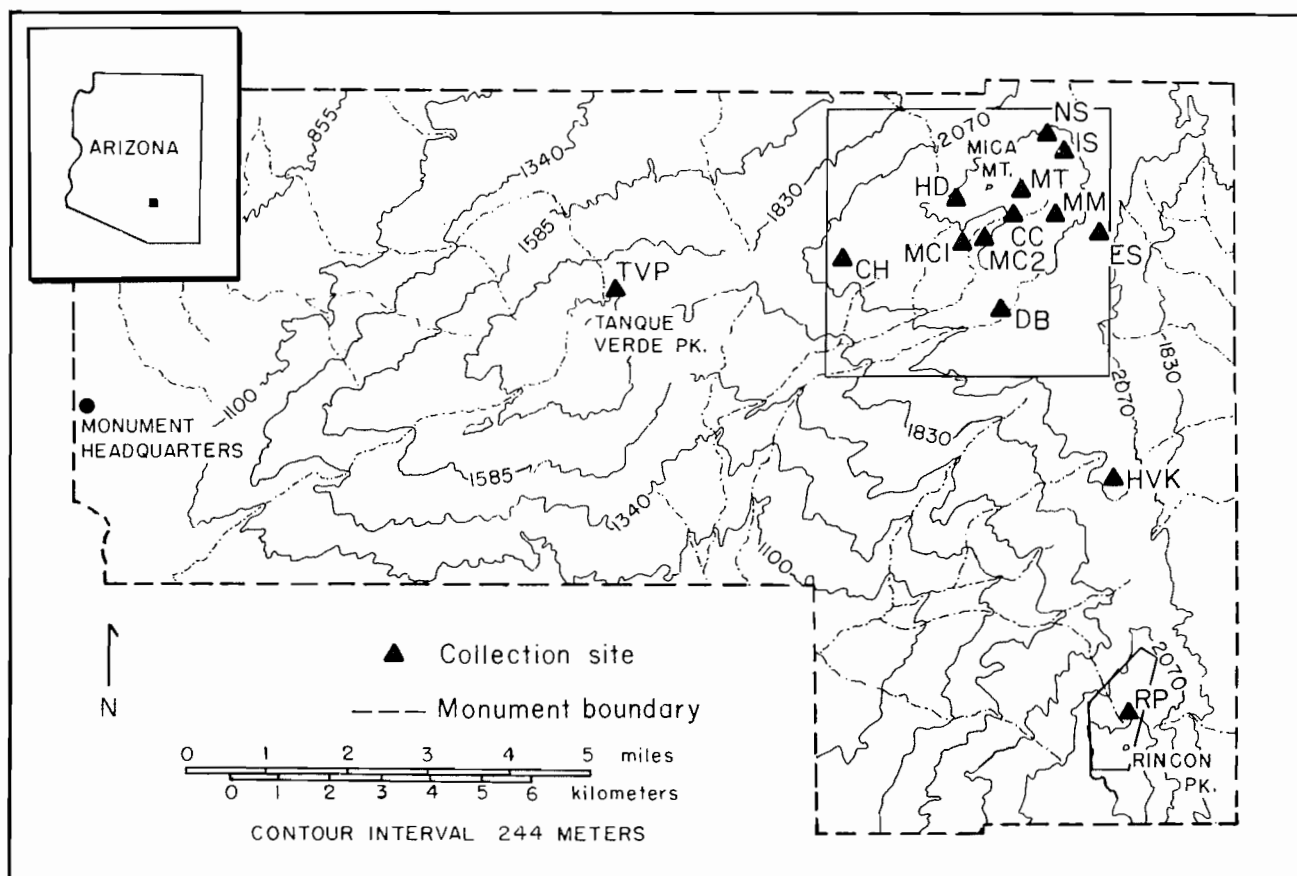 ARIZONA
855
1340
1585
1830
2070
NS
IS
MICA
MT.
MT
HD
MM
CC
MC1
MC2
ES
CH
DB
TVP
TANQUE
VERDE PK.
1100
MONUMENT
HEADQUARTERS
1585
1340
1100
1830
2070
1830
HVK
2070
RP
RINCON
PK.
N
Collection site
Monument boundary
0 1 2 3 4 5 miles
0 1 2 3 4 5 6 kilometers
CONTOUR INTERVAL 244 METERS